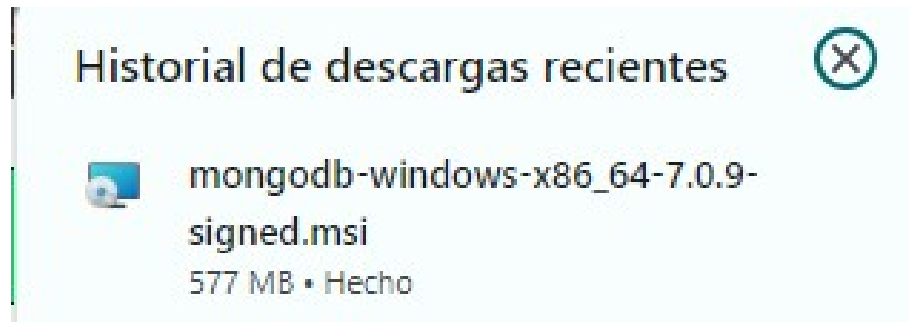 Historial de descargas recientes
mongodb-windows-x86_64-7.0.9-
signed.msi
577 MB • Hecho